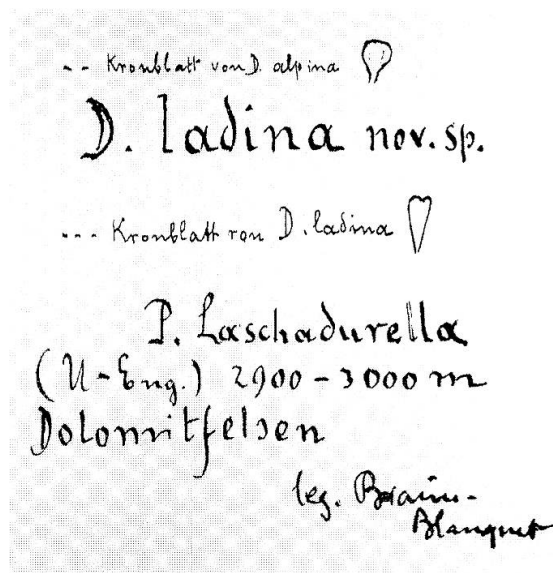 -- Kronblatt von D. alpina
D. ladina nov. sp.
--- Kronblatt von D. ladina
P. Laschadurella
(U-Eng.) 2900-3000 m
Dolomitfelsen
leg. Braun-
Blanquet